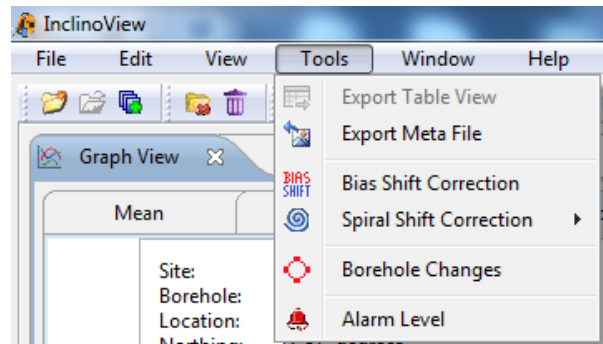 InclinoView
File Edit View Tools Window Help
Export Table View
Export Meta File
Graph View
BIAS SHIFT Bias Shift Correction
Mean
Spiral Shift Correction
Site:
Borehole Changes
Borehole:
Location:
Alarm Level